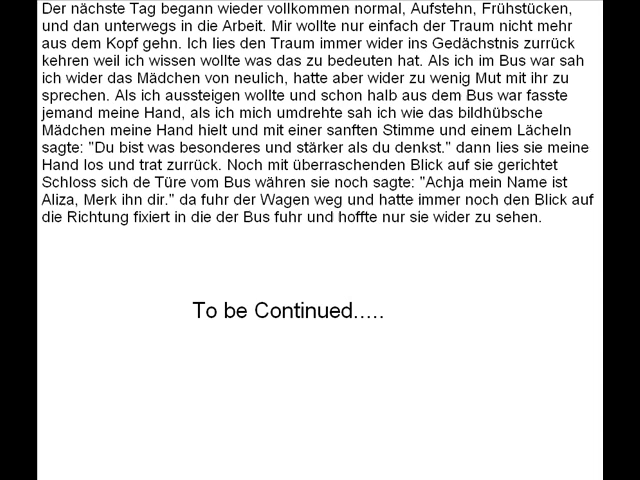 Der nächste Tag begann wieder vollkommen normal, Aufstehn, Frühstücken,
und dan unterwegs in die Arbeit. Mir wollte nur einfach der Traum nicht mehr
aus dem Kopf gehn. Ich lies den Traum immer wider ins Gedächtnis zurrück
kehren weil ich wissen wollte was das zu bedeuten hat. Als ich im Bus war sah
ich wider das Mädchen von neulich, hatte aber wider zu wenig Mut mit ihr zu
sprechen. Als ich aussteigen wollte und schon halb aus dem Bus war fasste
jemand meine Hand, als ich mich umdrehte sah ich wie das bildhübsche
Mädchen meine Hand hielt und mit einer sanften Stimme und einem Lächeln
sagte: "Du bist was besonderes und stärker als du denkst." dann lies sie meine
Hand los und trat zurrück. Noch mit überraschenden Blick auf sie gerichtet
Schloss sich de Türe vom Bus währen sie noch sagte: "Achja mein Name ist
Aliza, Merk ihn dir." da fuhr der Wagen weg und hatte immer noch den Blick auf
die Richtung fixiert in die der Bus fuhr und hoffte nur sie wider zu sehen.
To be Continued.....